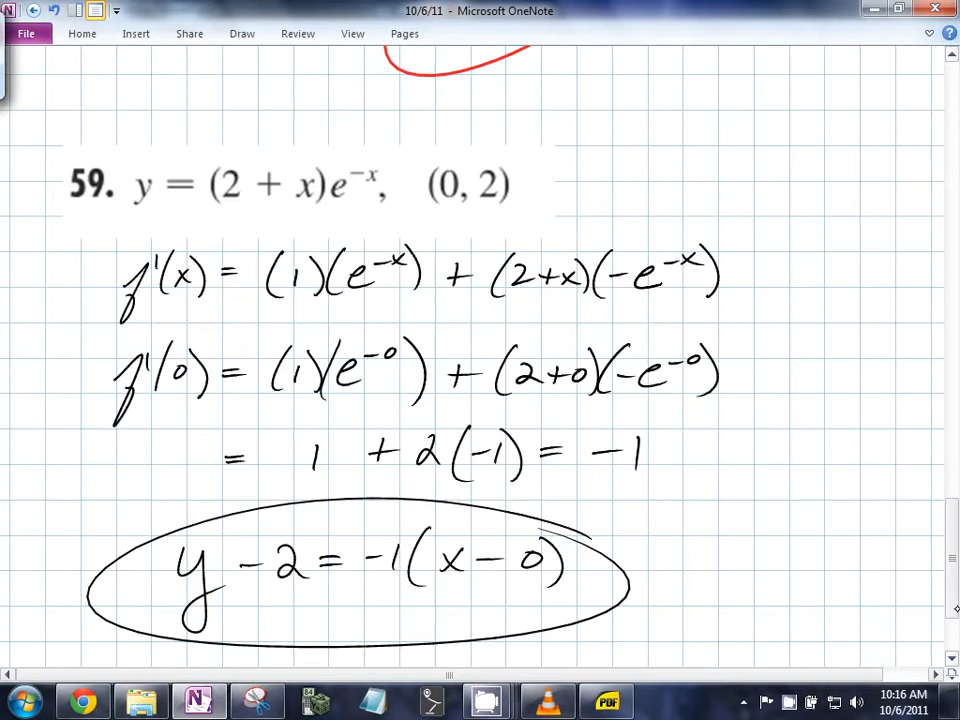 10/6/11 - Microsoft OneNote
File Home Insert Share Draw Review View Pages
59. y = (2 + x)e^{-x}, (0, 2)
f'(x) = (1)(e^{-x}) + (2+x)(-e^{-x})
f'(0) = (1)(e^{-0}) + (2+0)(-e^{-0})
= 1 + 2(-1) = -1
y - 2 = -1(x - 0)
84
PDF
10:16 AM
10/6/2011